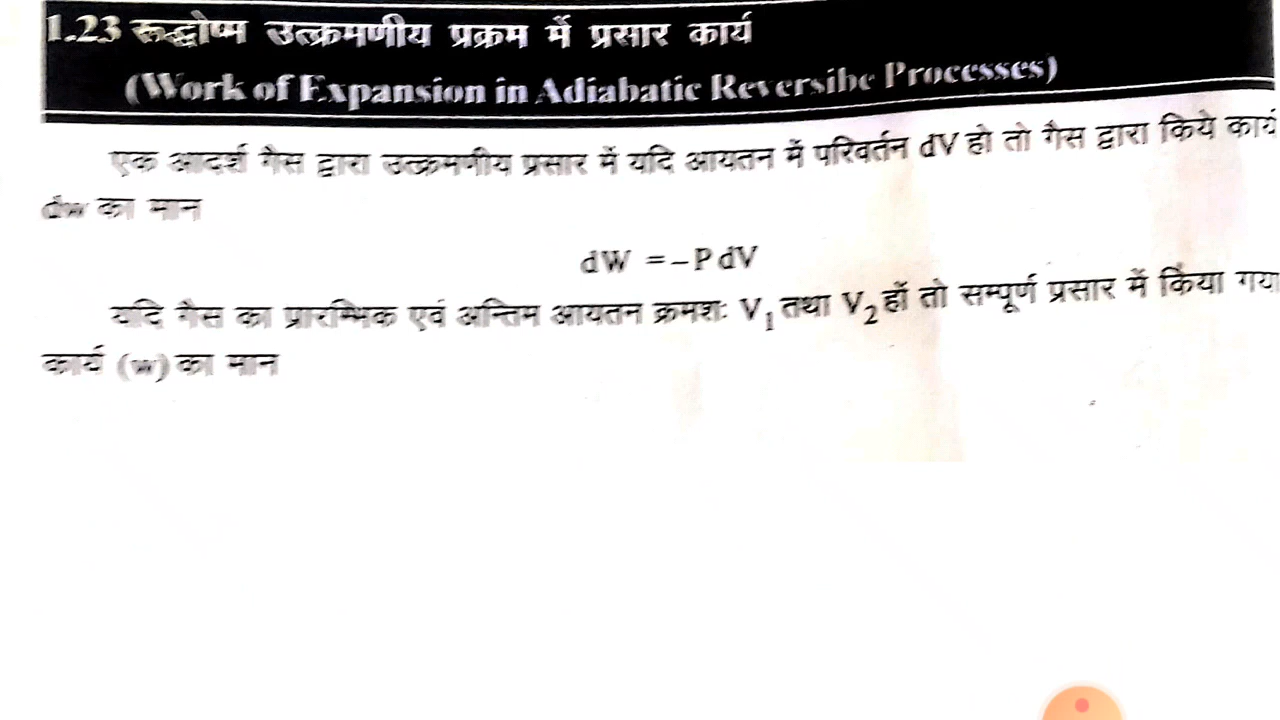 1.23 रूद्धोष्म उत्क्रमणीय प्रक्रम में प्रसार कार्य
(Work of Expansion in Adiabatic Reversibe Processes)
एक आदर्श गैस द्वारा उत्क्रमणीय प्रसार में यदि आयतन में परिवर्तन dV हो तो गैस द्वारा किये कार्य
dw का मान
dW = –P dV
यदि गैस का प्रारम्भिक एवं अन्तिम आयतन क्रमशः V₁ तथा V₂ हों तो सम्पूर्ण प्रसार में किया गया
कार्य (w) का मान